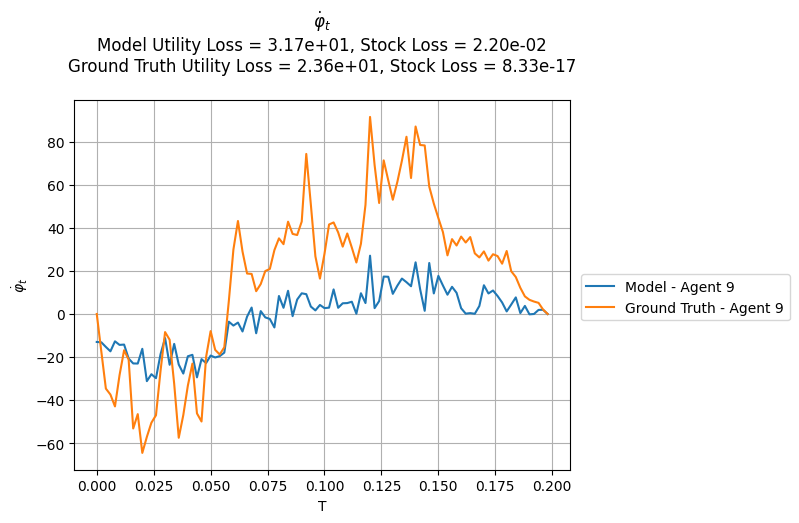 φ̇ₜ
Model Utility Loss = 3.17e+01, Stock Loss = 2.20e-02
Ground Truth Utility Loss = 2.36e+01, Stock Loss = 8.33e-17
φ̇ₜ
80
60
40
20
0
−20
−40
−60
0.000
0.025
0.050
0.075
0.100
0.125
0.150
0.175
0.200
T
Model - Agent 9
Ground Truth - Agent 9